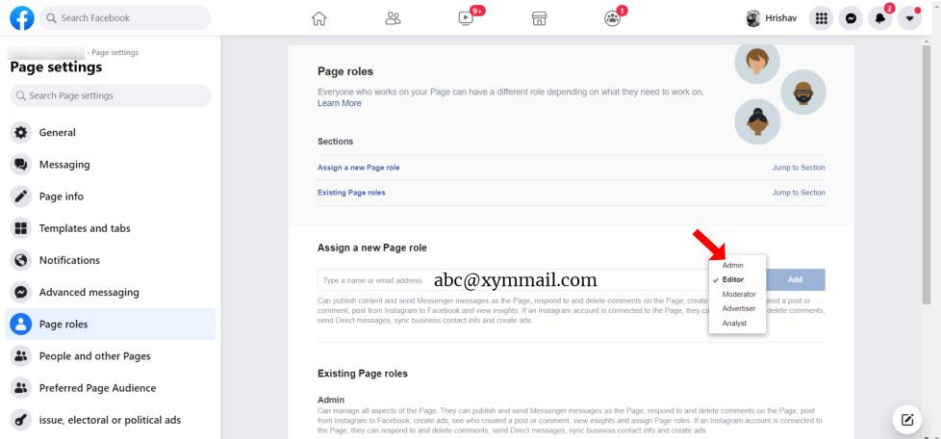 Search Facebook
9+
1
Hrishav
2
- Page settings
Page settings
Search Page settings
General
Messaging
Page info
Templates and tabs
Notifications
Advanced messaging
Page roles
People and other Pages
Preferred Page Audience
issue, electoral or political ads
Page roles
Everyone who works on your Page can have a different role depending on what they need to work on.
Learn More
Sections
Assign a new Page role
Jump to Section
Existing Page roles
Jump to Section
Assign a new Page role
Type a name or email address abc@xymmail.com
Admin
Editor
Moderator
Advertiser
Analyst
Add
Can publish content and send Messenger messages as the Page, respond to and delete comments on the Page, create ated a post or
comment, post from Instagram to Facebook and view insights. If an Instagram account is connected to the Page, they ca delete comments,
send Direct messages, sync business contact info and create ads.
Existing Page roles
Admin
Can manage all aspects of the Page. They can publish and send Messenger messages as the Page, respond to and delete comments on the Page, post
from Instagram to Facebook, create ads, see who created a post or comment, view insights and assign Page roles. If an Instagram account is connected to
the Page, they can respond to and delete comments, send Direct messages, sync business contact info and create ads.